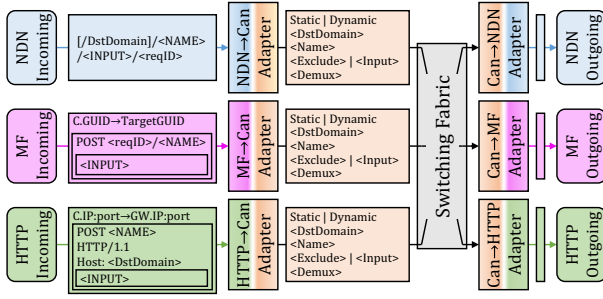 NDN
Incoming
[/DstDomain]/<NAME>
/<INPUT>/<reqID>
NDN→Can
Adapter
Static | Dynamic
<DstDomain>
<Name>
<Exclude> | <Input>
<Demux>
Can→NDN
Adapter
NDN
Outgoing
MF
Incoming
C.GUID→TargetGUID
POST <reqID>/<NAME>
<INPUT>
MF→Can
Adapter
Static | Dynamic
<DstDomain>
<Name>
<Exclude> | <Input>
<Demux>
Switching Fabric
Can→MF
Adapter
MF
Outgoing
HTTP
Incoming
C.IP:port→GW.IP:port
POST <NAME>
HTTP/1.1
Host: <DstDomain>
<INPUT>
HTTP→Can
Adapter
Static | Dynamic
<DstDomain>
<Name>
<Exclude> | <Input>
<Demux>
Can→HTTP
Adapter
HTTP
Outgoing